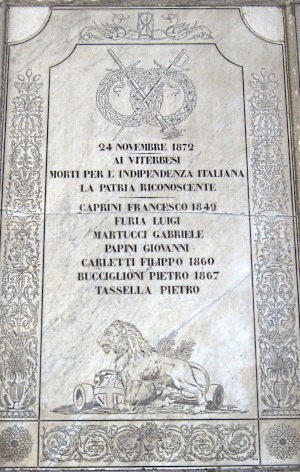 24 NOVEMBRE 1872
AI VITERBESI
MORTI PER L'INDIPENDENZA ITALIANA
LA PATRIA RICONOSCENTE
CAPRINI FRANCESCO 1849
FURIA LUIGI
MARTUCCI GABRIELE
PAPINI GIOVANNI
CARLETTI FILIPPO 1860
BUCCIGLIONI PIETRO 1867
TASSELLA PIETRO